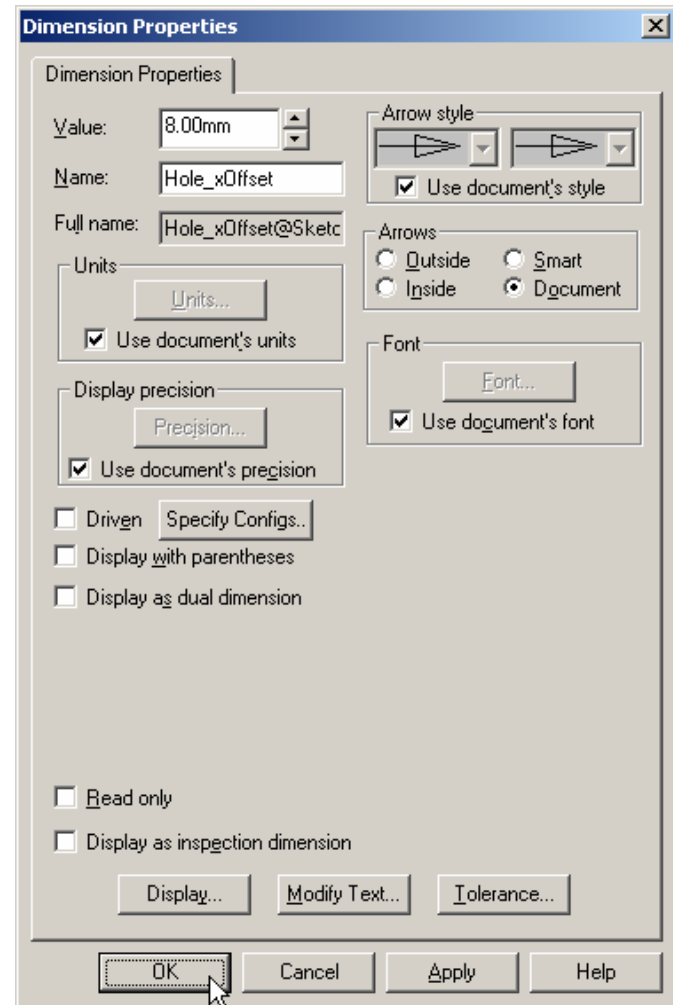 Dimension Properties
Dimension Properties
Value:
8.00mm
Name:
Hole_xOffset
Full name:
Hole_xOffset@Sketc
Units
Units...
Use document's units
Display precision
Precision...
Use document's precision
Driven
Specify Configs..
Display with parentheses
Display as dual dimension
Arrow style
Use document's style
Arrows
Outside
Smart
Inside
Document
Font
Font...
Use document's font
Read only
Display as inspection dimension
Display...
Modify Text...
Tolerance...
OK
Cancel
Apply
Help